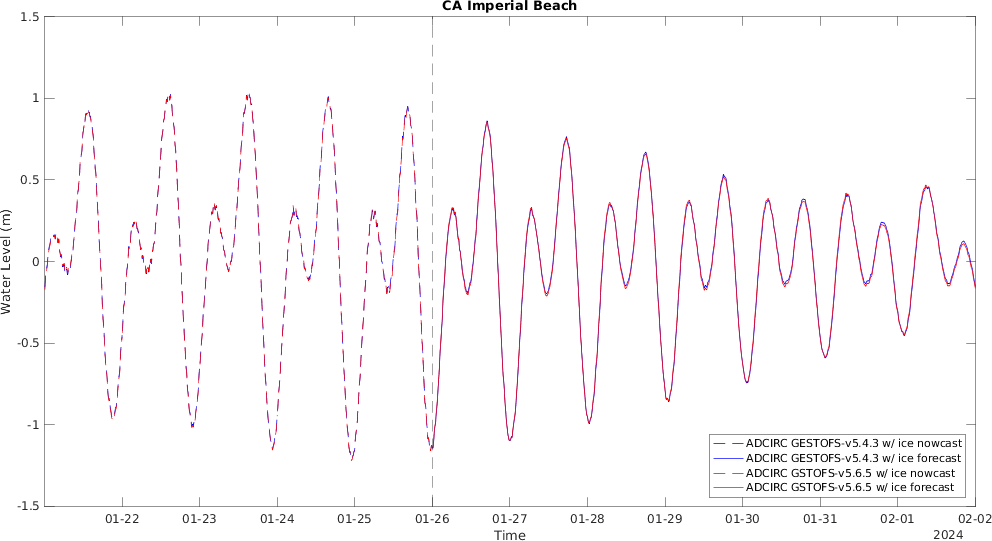 CA Imperial Beach
1.5
1
0.5
0
-0.5
-1
-1.5
Water Level (m)
01-22 01-23 01-24 01-25 01-26 01-27 01-28 01-29 01-30 01-31 02-01 02-02
Time
2024
ADCIRC GESTOFS-v5.4.3 w/ ice nowcast
ADCIRC GESTOFS-v5.4.3 w/ ice forecast
ADCIRC GSTOFS-v5.6.5 w/ ice nowcast
ADCIRC GSTOFS-v5.6.5 w/ ice forecast